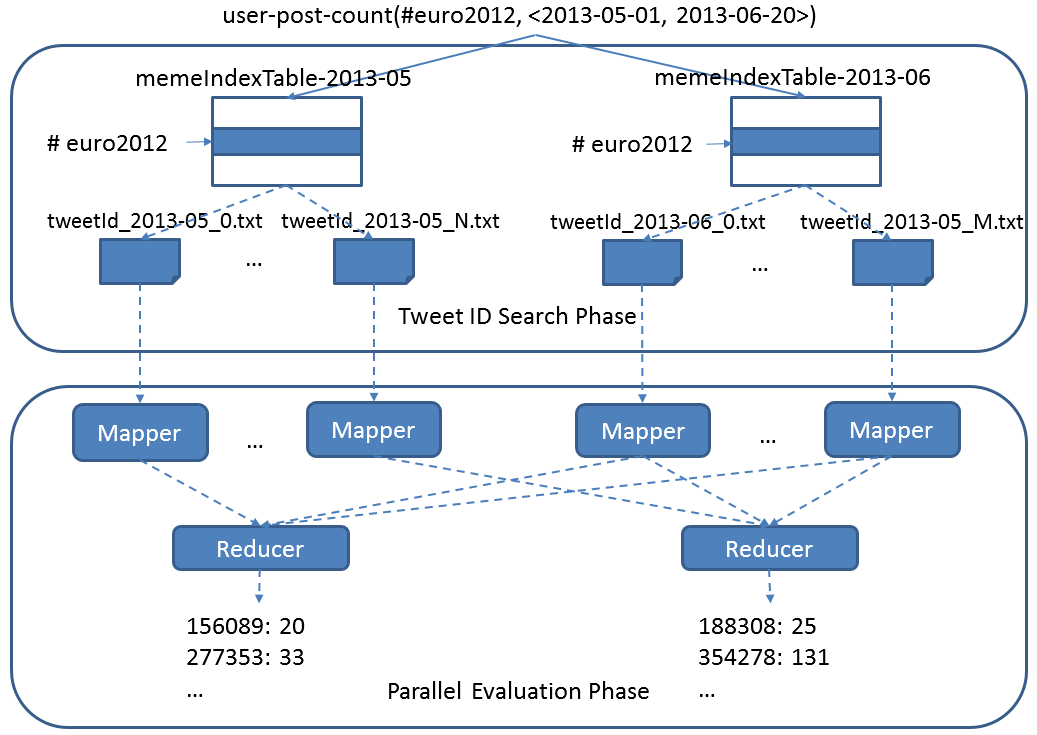 user-post-count(#euro2012, <2013-05-01, 2013-06-20>)
memeIndexTable-2013-05
memeIndexTable-2013-06
# euro2012
# euro2012
tweetId_2013-05_0.txt
tweetId_2013-05_N.txt
tweetId_2013-06_0.txt
tweetId_2013-05_M.txt
...
...
Tweet ID Search Phase
Mapper
...
Mapper
Mapper
...
Mapper
Reducer
Reducer
156089: 20
277353: 33
...
188308: 25
354278: 131
...
Parallel Evaluation Phase